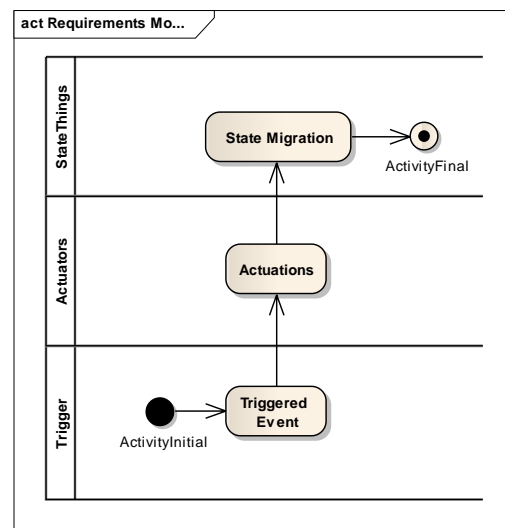 act Requirements Mo...
StateThings
State Migration
ActivityFinal
Actuators
Actuations
Trigger
Triggered
Event
ActivityInitial